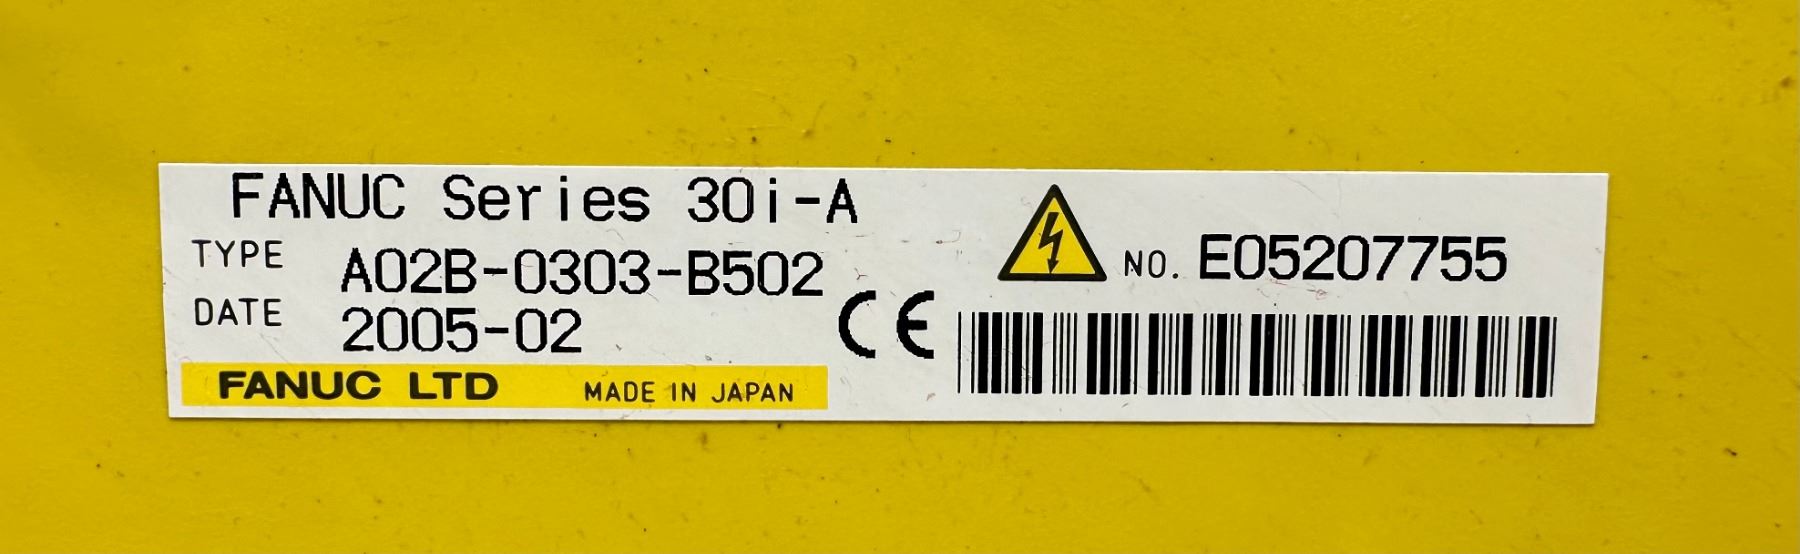 FANUC Series 30i-A
TYPE A02B-0303-B502
DATE 2005-02
CE
FANUC LTD MADE IN JAPAN
NO. E05207755